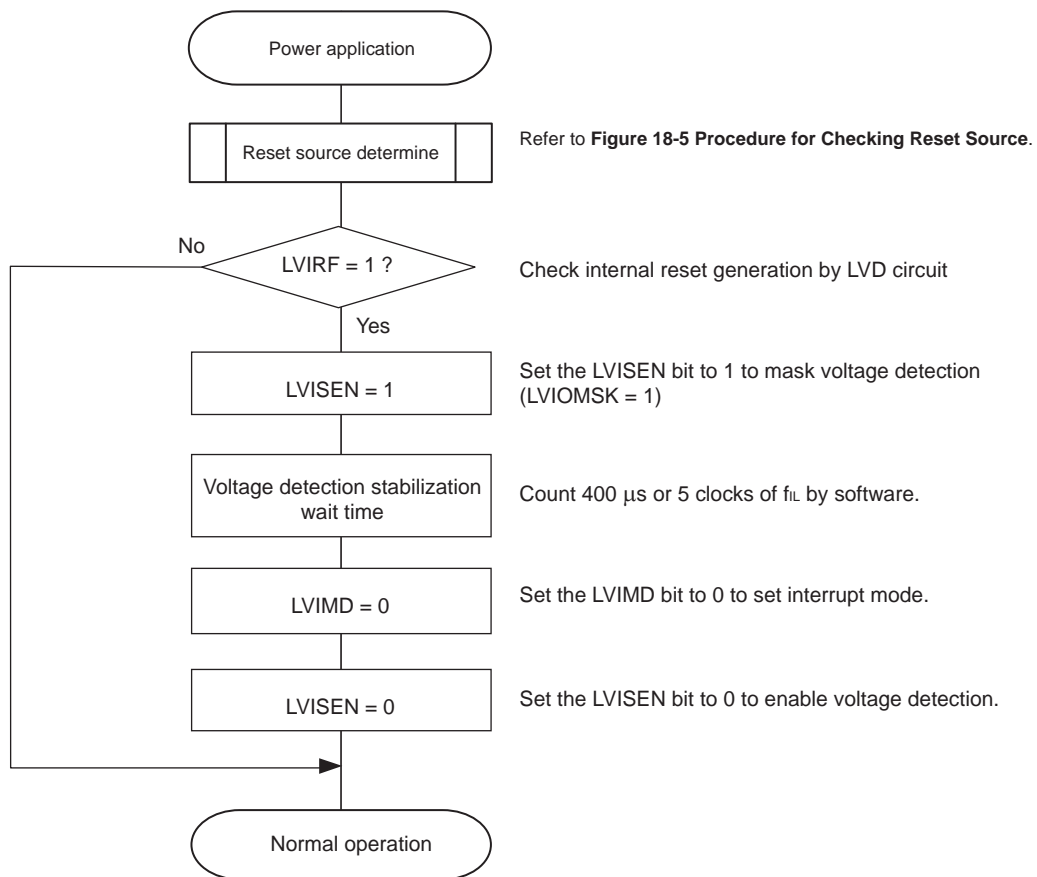 Power application
Reset source determine
Refer to Figure 18-5 Procedure for Checking Reset Source.
No
LVIRF = 1 ?
Check internal reset generation by LVD circuit
Yes
LVISEN = 1
Set the LVISEN bit to 1 to mask voltage detection
(LVIOMSK = 1)
Voltage detection stabilization
wait time
Count 400 μs or 5 clocks of fIL by software.
LVIMD = 0
Set the LVIMD bit to 0 to set interrupt mode.
LVISEN = 0
Set the LVISEN bit to 0 to enable voltage detection.
Normal operation